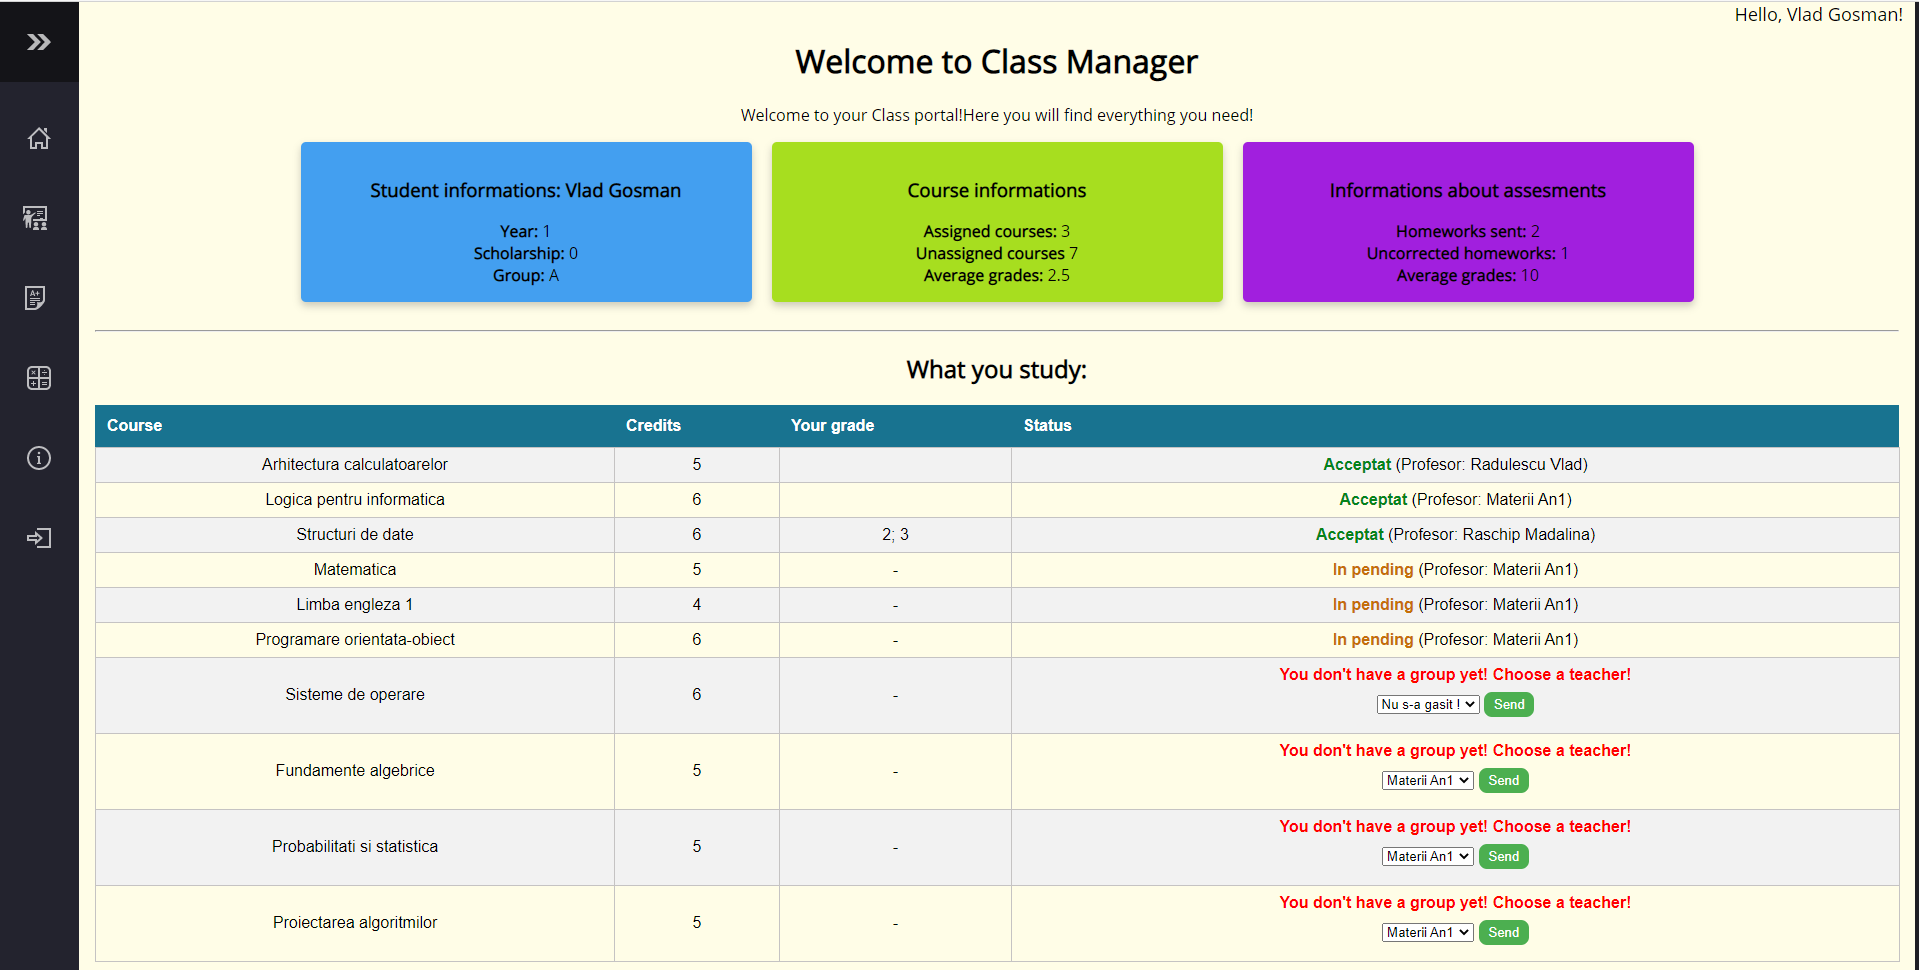 Hello, Vlad Gosman!
Welcome to Class Manager
Welcome to your Class portal!Here you will find everything you need!
Student informations: Vlad Gosman
Year: 1
Scholarship: 0
Group: A
Course informations
Assigned courses: 3
Unassigned courses 7
Average grades: 2.5
Informations about assesments
Homeworks sent: 2
Uncorrected homeworks: 1
Average grades: 10
What you study:
Course Credits Your grade Status
Arhitectura calculatoarelor 5 Acceptat (Profesor: Radulescu Vlad)
Logica pentru informatica 6 Acceptat (Profesor: Materii An1)
Structuri de date 6 2; 3 Acceptat (Profesor: Raschip Madalina)
Matematica 5 - In pending (Profesor: Materii An1)
Limba engleza 1 4 - In pending (Profesor: Materii An1)
Programare orientata-obiect 6 - In pending (Profesor: Materii An1)
You don't have a group yet! Choose a teacher!
Sisteme de operare 6 - Nu s-a gasit ! Send
You don't have a group yet! Choose a teacher!
Fundamente algebrice 5 - Materii An1 Send
You don't have a group yet! Choose a teacher!
Probabilitati si statistica 5 - Materii An1 Send
You don't have a group yet! Choose a teacher!
Proiectarea algoritmilor 5 - Materii An1 Send